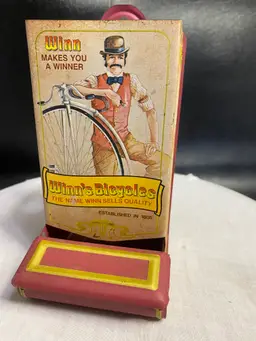 Winn
MAKES YOU
A WINNER
Winn's Bicycles
THE NAME WINN SELLS QUALITY
ESTABLISHED IN